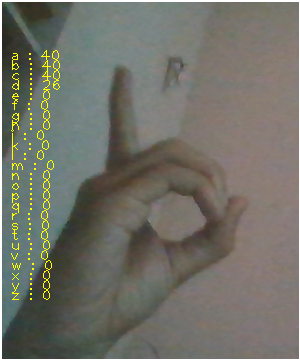 a : 40
b : 40
c : 40
d : 26
e : 0
f : 0
g : 0
h : 0
i : 0
j : 0
k : 0
l : 0
m : 0
n : 0
o : 0
p : 0
q : 0
r : 0
s : 0
t : 0
u : 0
v : 0
w : 0
x : 0
y : 0
z : 0
R